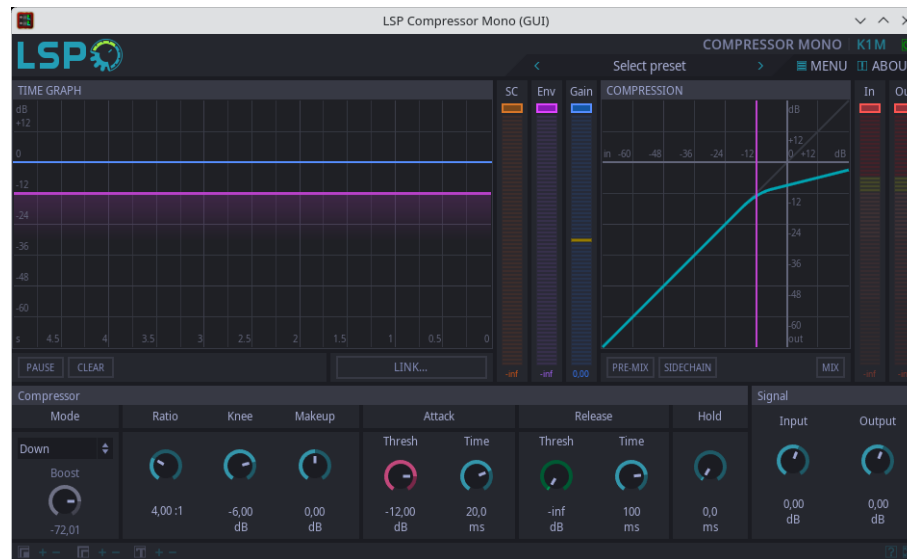 LSP Compressor Mono (GUI)
LSP
COMPRESSOR MONO K1M
Select preset
MENU
ABOU
TIME GRAPH
SC Env Gain
COMPRESSION
In Ou
dB
+12
0
-12
-24
-36
-48
-60
s 4.5 4 3.5 3 2.5 2 1.5 1 0.5 0
dB
+12
in -60 -48 -36 -24 -12 0 +12 dB
-12
-24
-36
-48
-60
out
PAUSE CLEAR LINK...
-inf -inf 0,00
PRE-MIX SIDECHAIN MIX
-inf
Compressor
Signal
Mode Ratio Knee Makeup Attack Release Hold
Input Output
Down
Boost
-72,01
4,00 :1
-6,00
dB
0,00
dB
Thresh Time
-12,00
dB
20,0
ms
Thresh Time
-inf
dB
100
ms
0,0
ms
0,00
dB
0,00
dB